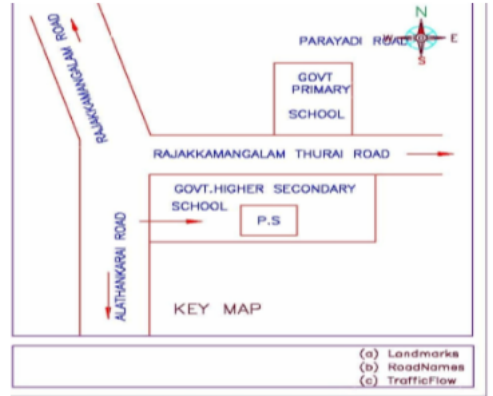 N
PARAYADI ROAD
W
E
S
RAJAKKAMANGALAM ROAD
GOVT
PRIMARY
SCHOOL
RAJAKKAMANGALAM THURAI ROAD
GOVT.HIGHER SECONDARY
SCHOOL
P.S
ALATHANKARAI ROAD
KEY MAP
(a) Landmarks
(b) RoadNames
(c) TrafficFlow